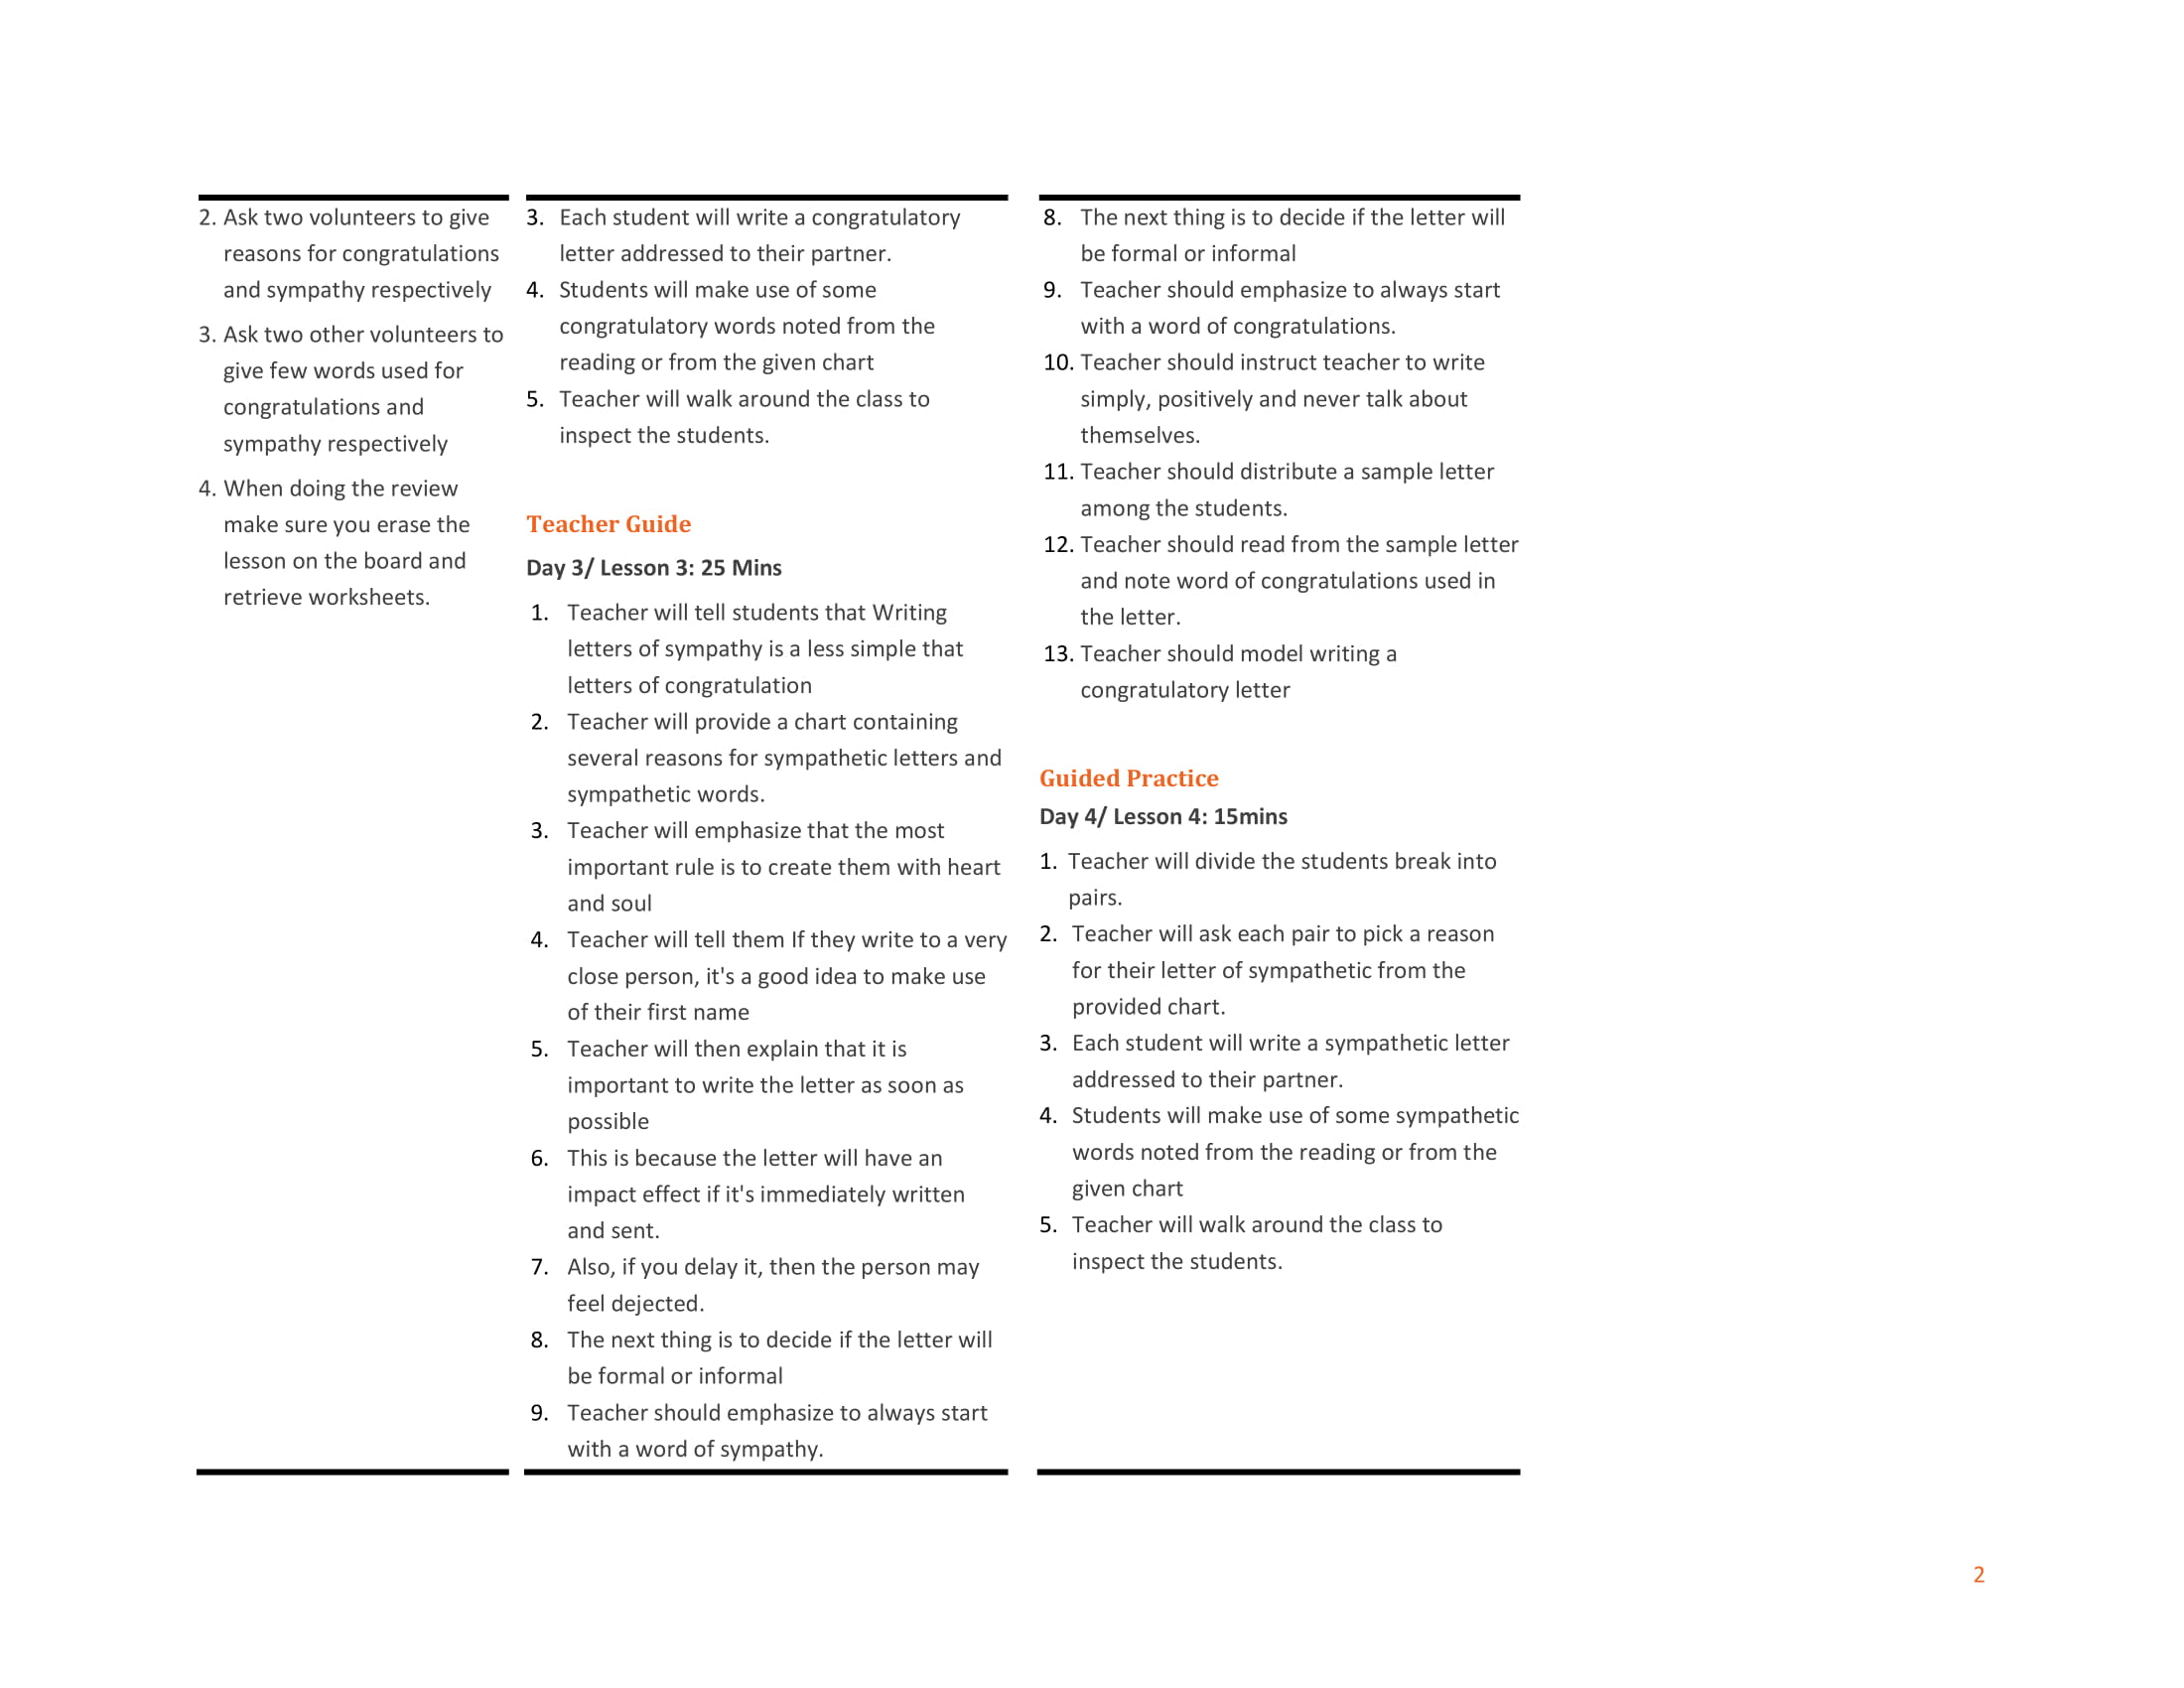 2. Ask two volunteers to give
reasons for congratulations
and sympathy respectively
3. Ask two other volunteers to
give few words used for
congratulations and
sympathy respectively
4. When doing the review
make sure you erase the
lesson on the board and
retrieve worksheets.
3. Each student will write a congratulatory
letter addressed to their partner.
4. Students will make use of some
congratulatory words noted from the
reading or from the given chart
5. Teacher will walk around the class to
inspect the students.
Teacher Guide
Day 3/ Lesson 3: 25 Mins
1. Teacher will tell students that Writing
letters of sympathy is a less simple that
letters of congratulation
2. Teacher will provide a chart containing
several reasons for sympathetic letters and
sympathetic words.
3. Teacher will emphasize that the most
important rule is to create them with heart
and soul
4. Teacher will tell them If they write to a very
close person, it's a good idea to make use
of their first name
5. Teacher will then explain that it is
important to write the letter as soon as
possible
6. This is because the letter will have an
impact effect if it's immediately written
and sent.
7. Also, if you delay it, then the person may
feel dejected.
8. The next thing is to decide if the letter will
be formal or informal
9. Teacher should emphasize to always start
with a word of sympathy.
8. The next thing is to decide if the letter will
be formal or informal
9. Teacher should emphasize to always start
with a word of congratulations.
10. Teacher should instruct teacher to write
simply, positively and never talk about
themselves.
11. Teacher should distribute a sample letter
among the students.
12. Teacher should read from the sample letter
and note word of congratulations used in
the letter.
13. Teacher should model writing a
congratulatory letter
Guided Practice
Day 4/ Lesson 4: 15mins
1. Teacher will divide the students break into
pairs.
2. Teacher will ask each pair to pick a reason
for their letter of sympathetic from the
provided chart.
3. Each student will write a sympathetic letter
addressed to their partner.
4. Students will make use of some sympathetic
words noted from the reading or from the
given chart
5. Teacher will walk around the class to
inspect the students.
2